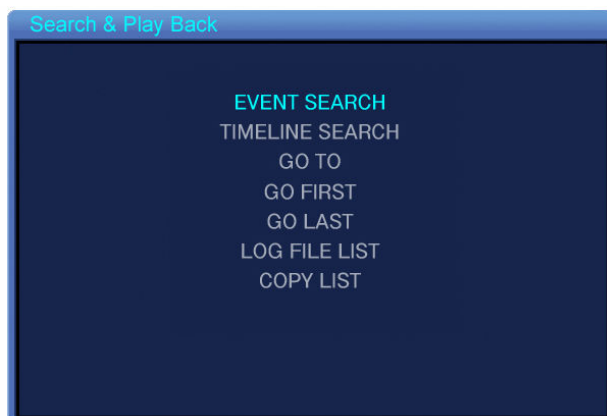 Search & Play Back
EVENT SEARCH
TIMELINE SEARCH
GO TO
GO FIRST
GO LAST
LOG FILE LIST
COPY LIST